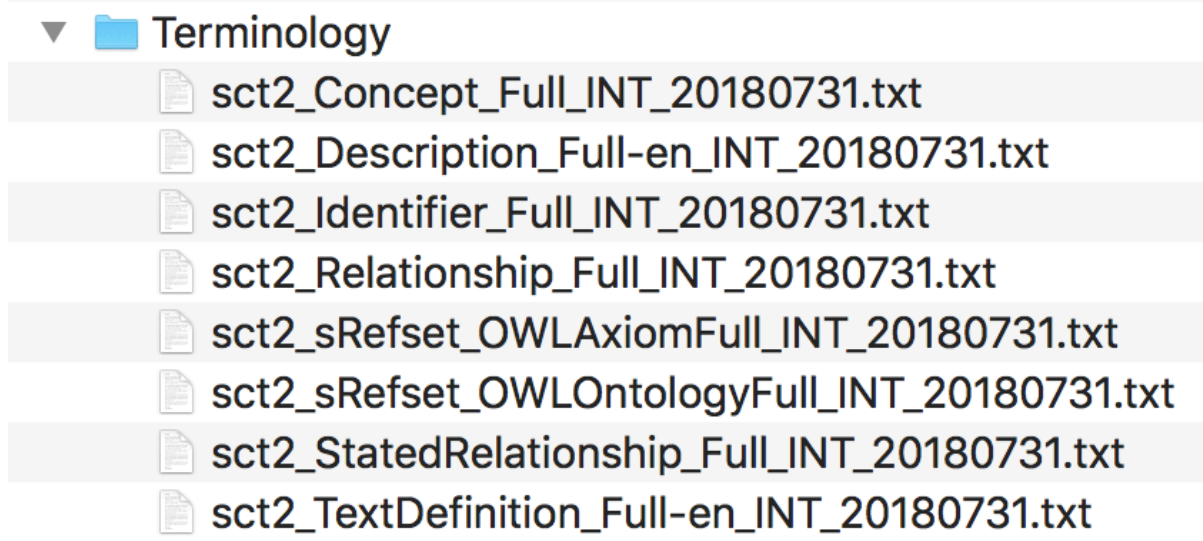 Terminology
sct2_Concept_Full_INT_20180731.txt
sct2_Description_Full-en_INT_20180731.txt
sct2_Identifier_Full_INT_20180731.txt
sct2_Relationship_Full_INT_20180731.txt
sct2_sRefset_OWLAxiomFull_INT_20180731.txt
sct2_sRefset_OWLOntologyFull_INT_20180731.txt
sct2_StatedRelationship_Full_INT_20180731.txt
sct2_TextDefinition_Full-en_INT_20180731.txt